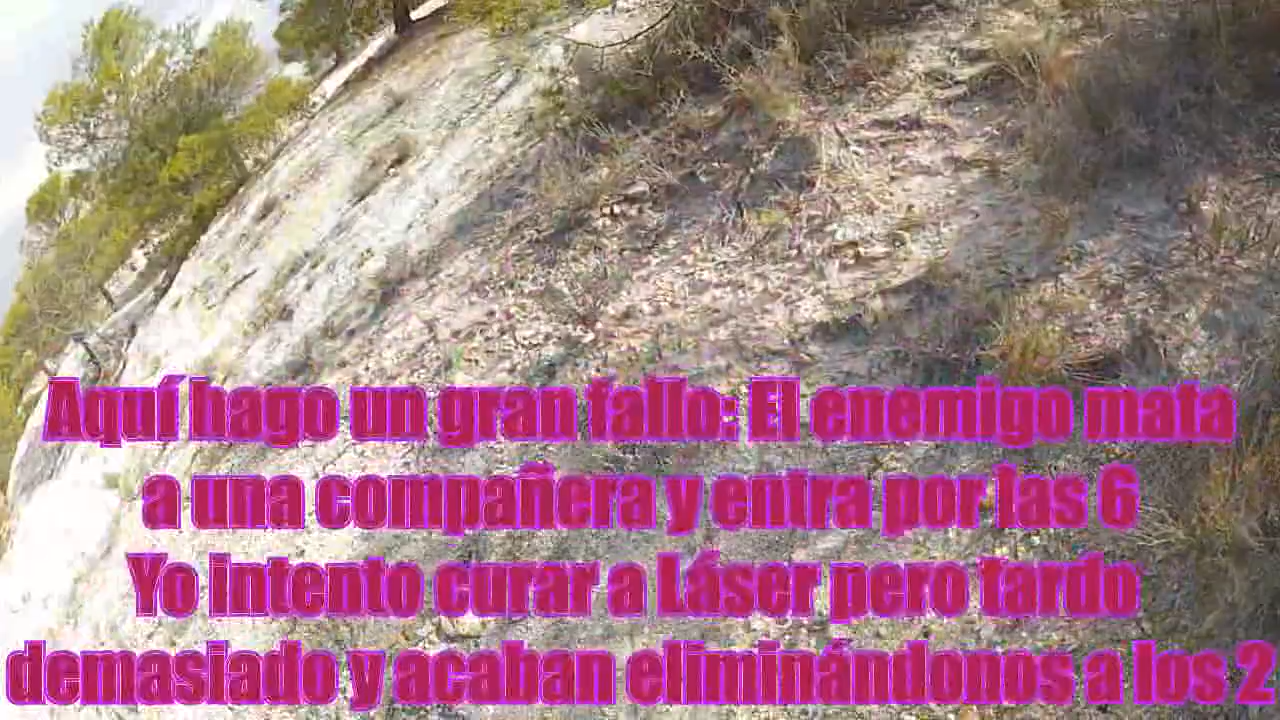 Aquí hago un gran fallo: El enemigo mata
a una compañera y entra por las 6
Yo intento curar a Láser pero tardo
demasiado y acaban eliminándonos a los 2